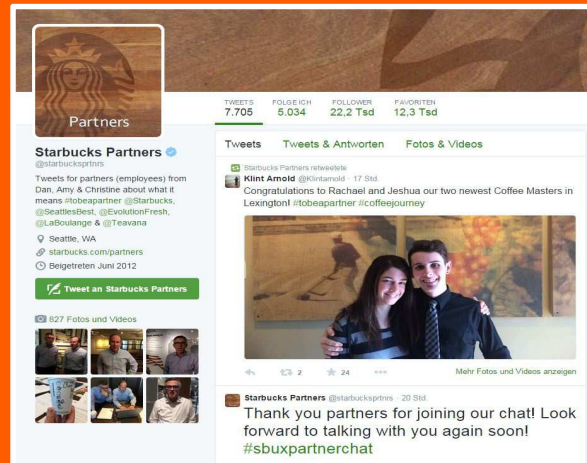 Partners
TWEETS FOLGE ICH FOLLOWER FAVORITEN
7.705 5.034 22,2 Tsd 12,3 Tsd
Starbucks Partners
@starbucksprtnrs
Tweets for partners (employees) from
Dan, Amy & Christine about what it
means #tobeapartner @Starbucks,
@SeattlesBest, @EvolutionFresh,
@LaBoulange & @Teavana
Seattle, WA
starbucks.com/partners
Beigetreten Juni 2012
Tweet an Starbucks Partners
827 Fotos und Videos
Tweets Tweets & Antworten Fotos & Videos
Starbucks Partners retweetete
Klint Arnold @Klintarnold · 17 Std.
Congratulations to Rachael and Jeshua our two newest Coffee Masters in
Lexington! #tobeapartner #coffeejourney
2 24 Mehr Fotos und Videos anzeigen
Starbucks Partners @starbucksprtnrs · 20 Std.
Thank you partners for joining our chat! Look
forward to talking with you again soon!
#sbuxpartnerchat